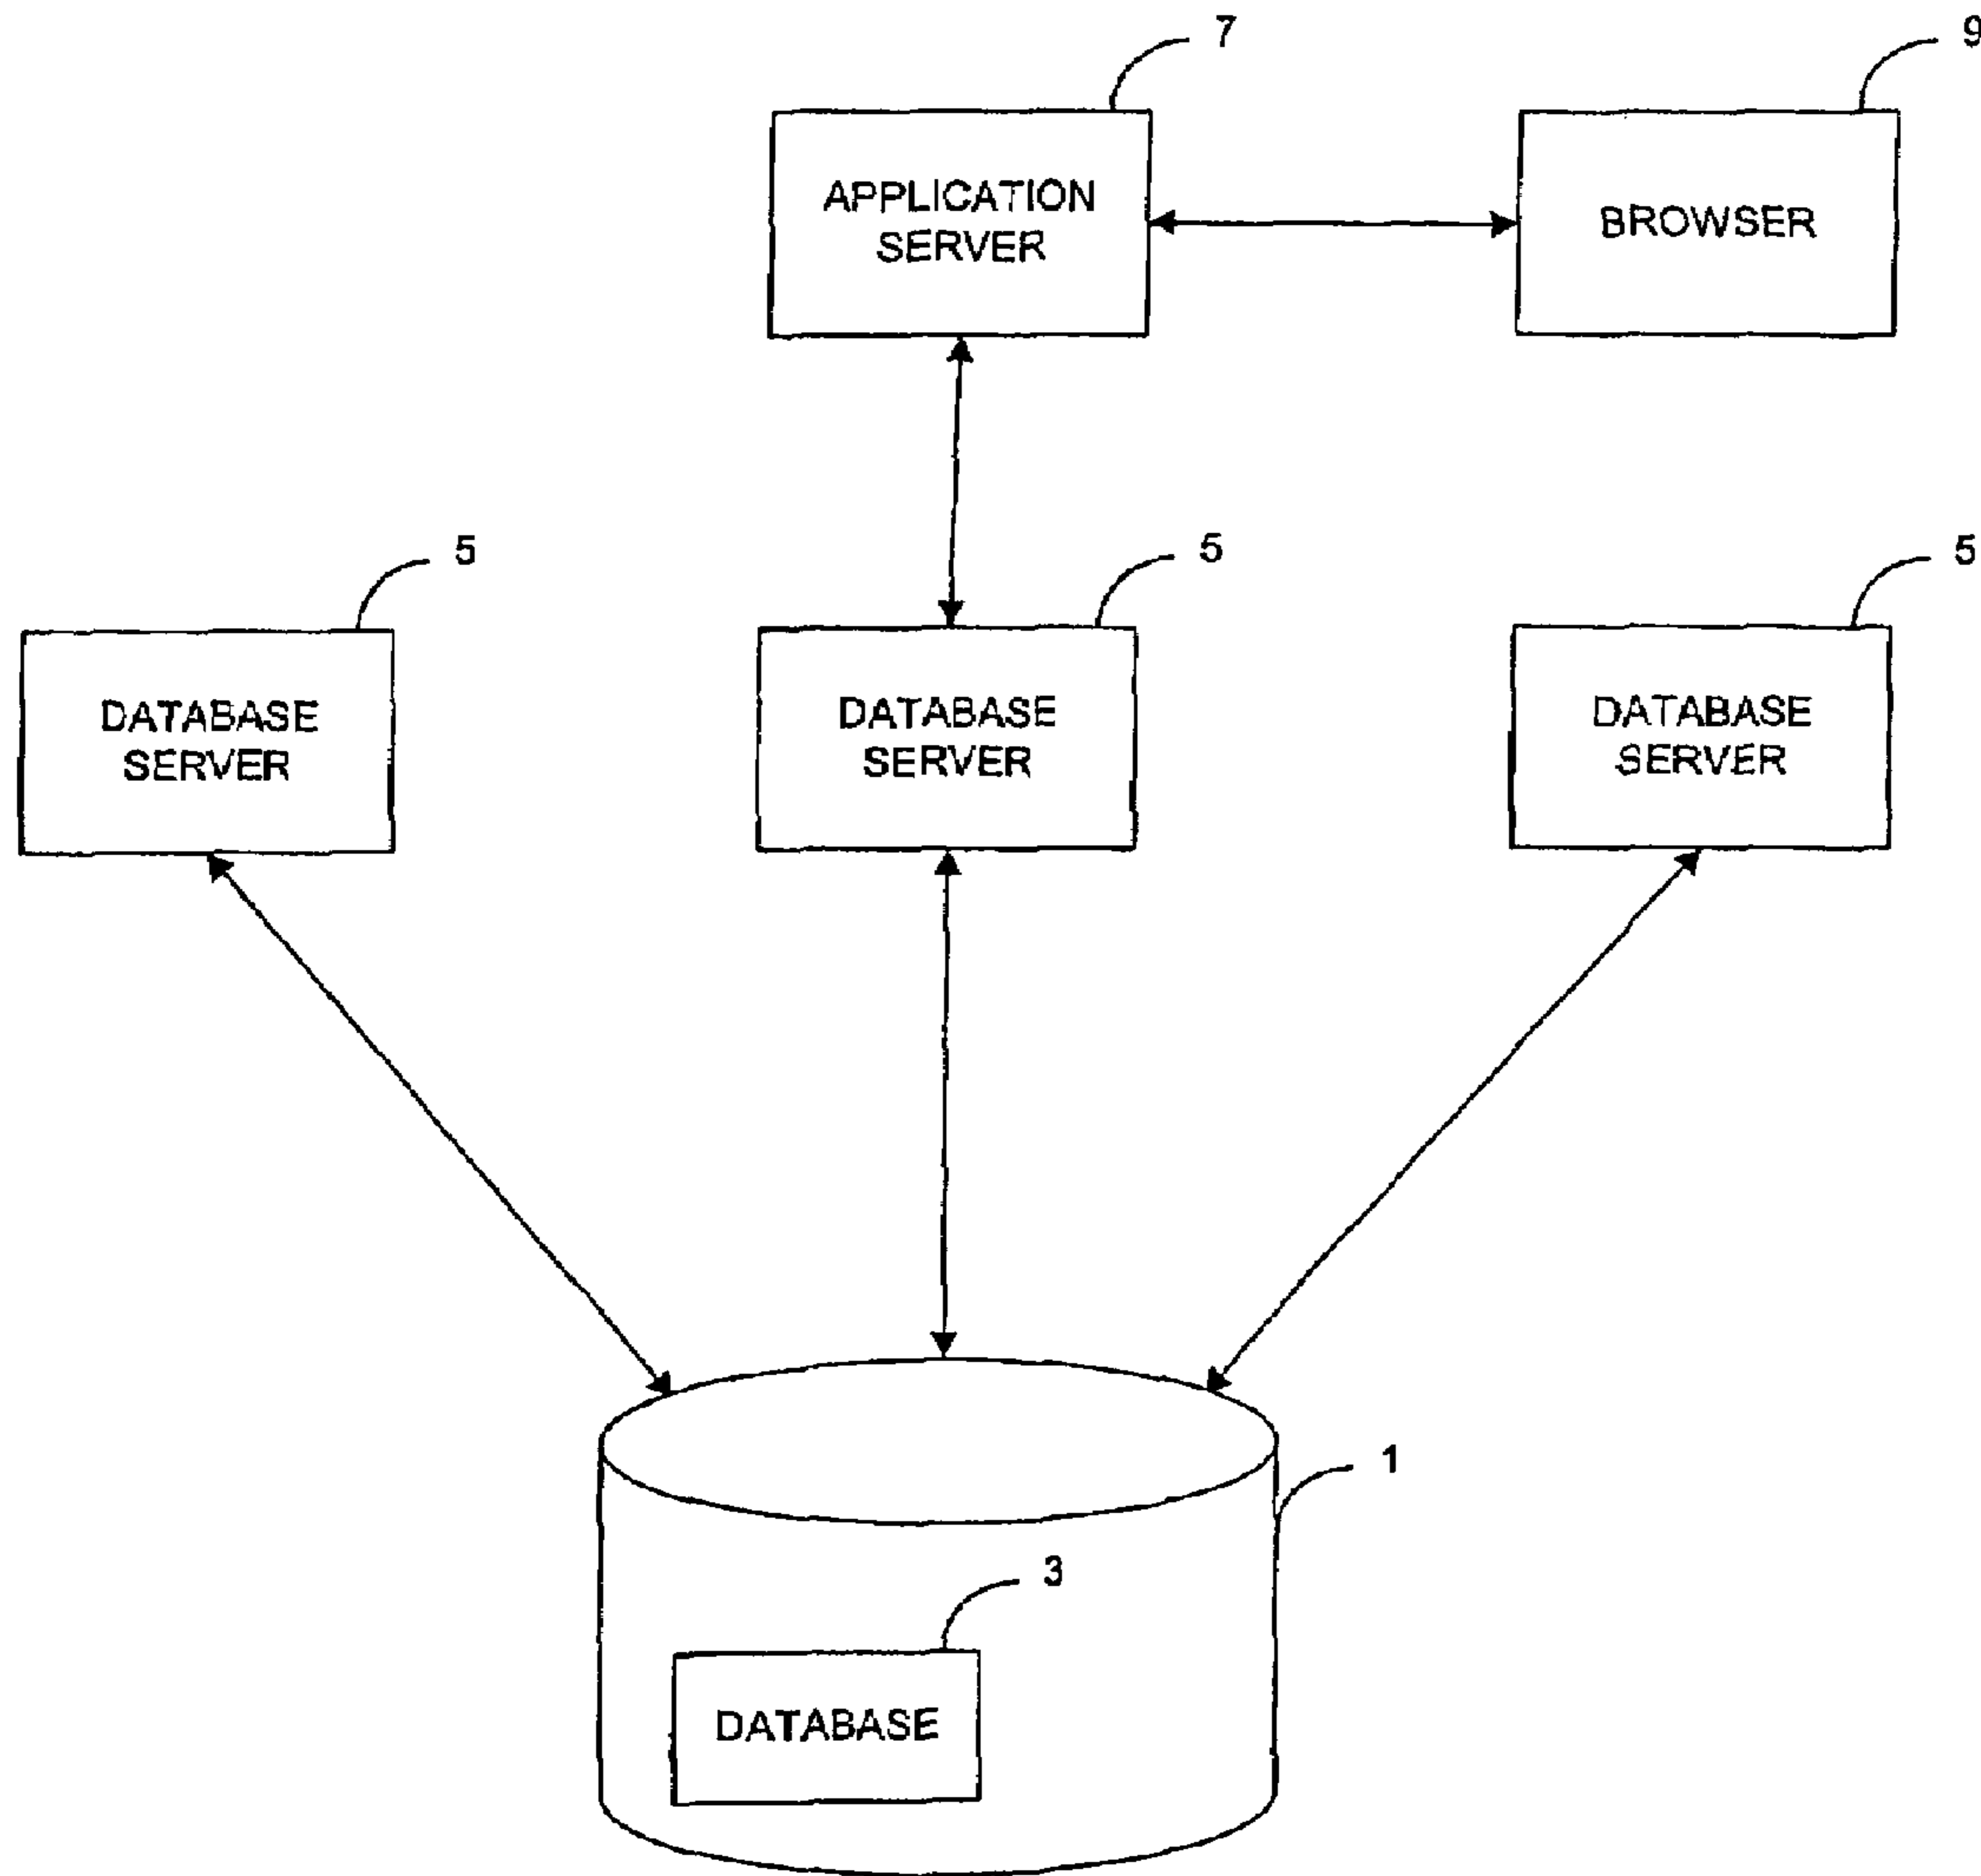 7
9
APPLICATION
SERVER
BROWSER
5
5
5
DATABASE
SERVER
DATABASE
SERVER
DATABASE
SERVER
1
3
DATABASE